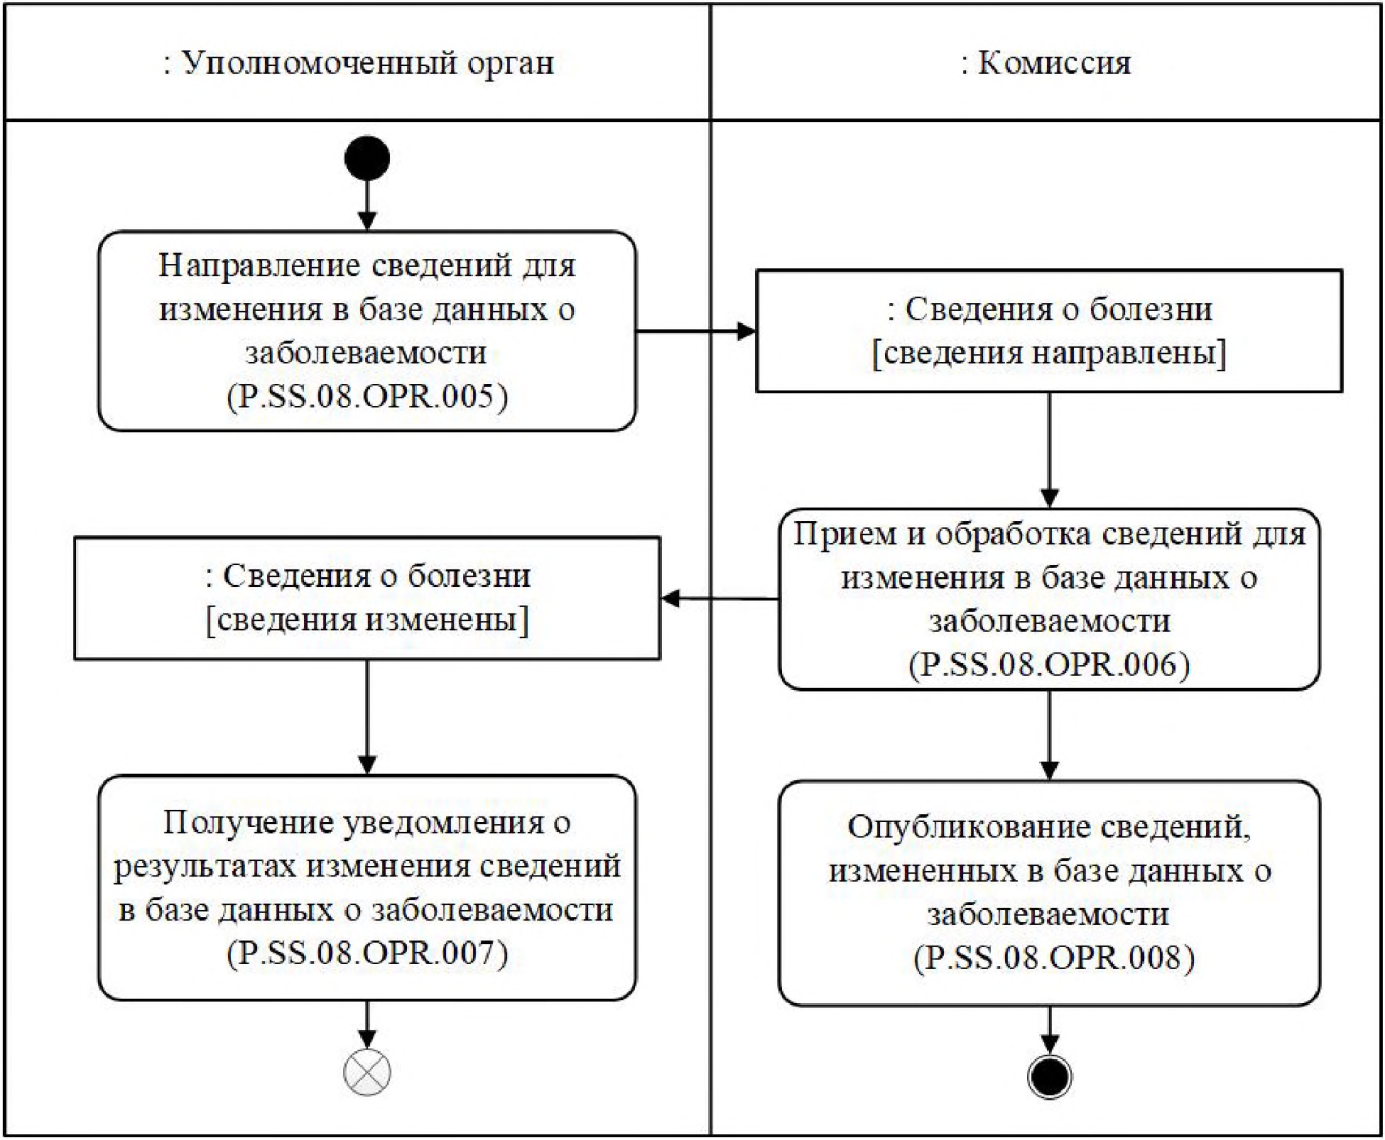 : Уполномоченный орган
: Комиссия
Направление сведений для
изменения в базе данных о
заболеваемости
(P.SS.08.OPR.005)
: Сведения о болезни
[сведения направлены]
Прием и обработка сведений для
изменения в базе данных о
заболеваемости
(P.SS.08.OPR.006)
: Сведения о болезни
[сведения изменены]
Получение уведомления о
результатах изменения сведений
в базе данных о заболеваемости
(P.SS.08.OPR.007)
Опубликование сведений,
измененных в базе данных о
заболеваемости
(P.SS.08.OPR.008)